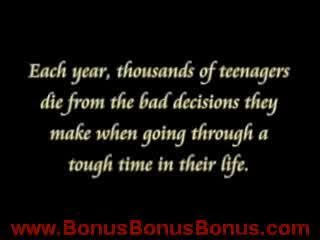 Each year, thousands of teenagers
die from the bad decisions they
make when going through a
tough time in their life.
www.BonusBonusBonus.com